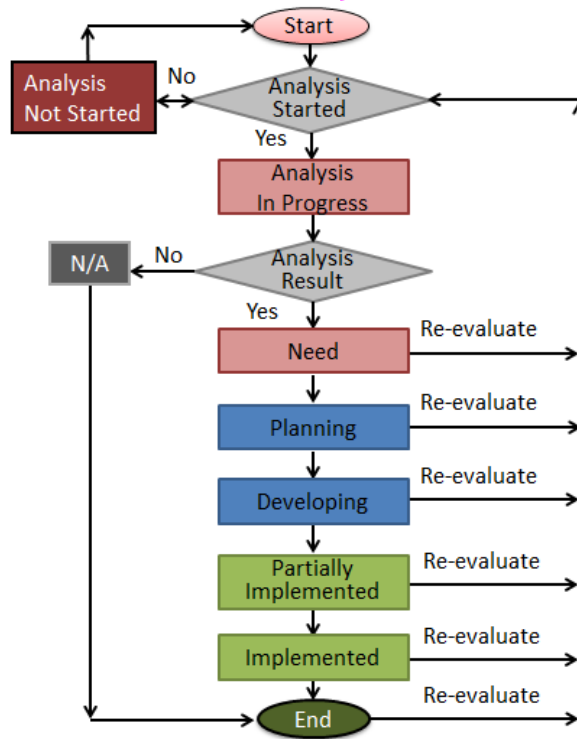 Start
No
Analysis
Not Started
Analysis
Started
Yes
Analysis
In Progress
N/A
No
Analysis
Result
Yes
Need
Re-evaluate
Planning
Re-evaluate
Developing
Re-evaluate
Partially
Implemented
Re-evaluate
Implemented
Re-evaluate
End
Re-evaluate